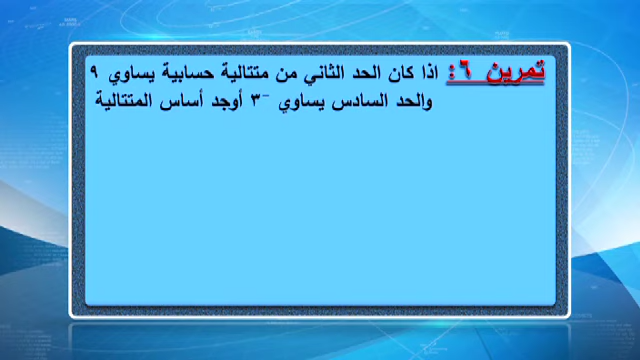 تمرين ٦: اذا كان الحد الثاني من متتالية حسابية يساوي ٩
والحد السادس يساوي ٣⁻ أوجد أساس المتتالية